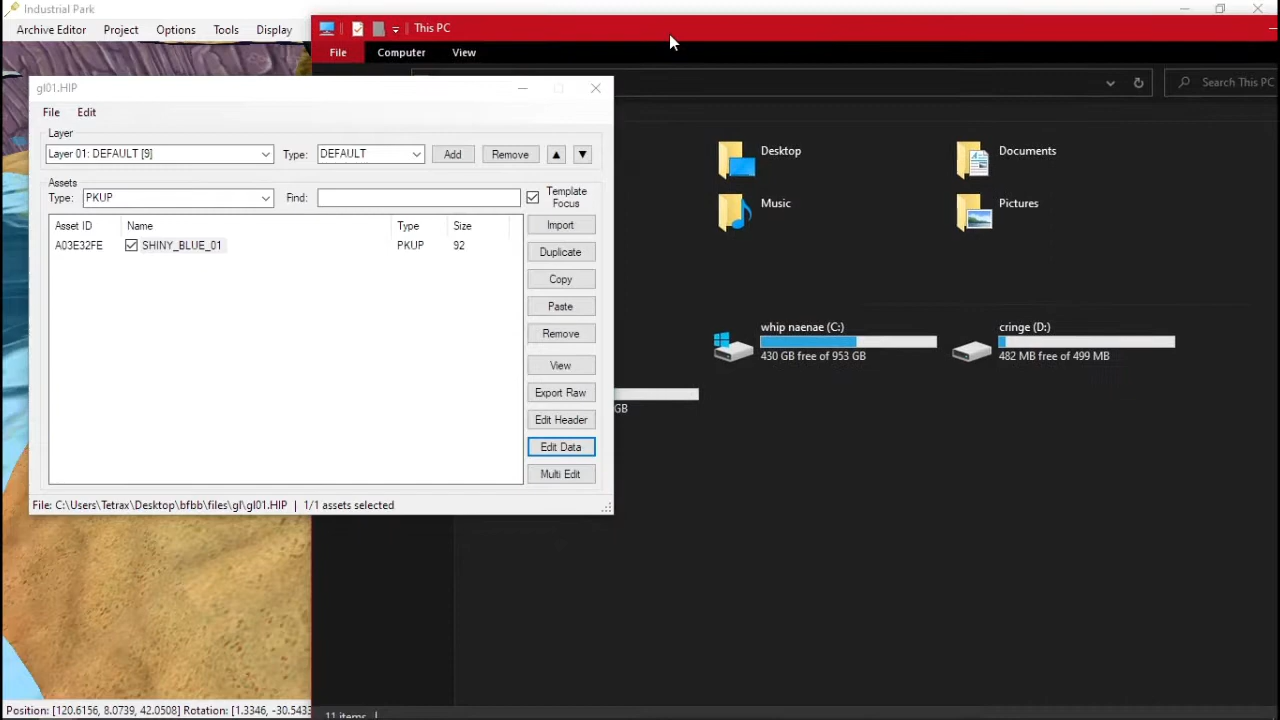 Industrial Park
Archive Editor Project Options Tools Display
This PC
File Computer View
Search This PC
gl01.HIP
File Edit
Layer
Layer 01: DEFAULT [9] Type: DEFAULT Add Remove ▲ ▼
Assets
Type: PKUP Find: Template Focus
Asset ID Name Type Size
A03E32FE SHINY_BLUE_01 PKUP 92
Import
Duplicate
Copy
Paste
Remove
View
Export Raw
Edit Header
Edit Data
Multi Edit
File: C:\Users\Tetrax\Desktop\bfbb\files\gl\gl01.HIP | 1/1 assets selected
Desktop Documents
Music Pictures
whip naenae (C:) cringe (D:)
430 GB free of 953 GB 482 MB free of 499 MB
GB
Position: [120.6156, 8.0739, 42.0508] Rotation: [1.3346, -30.5433
11 items